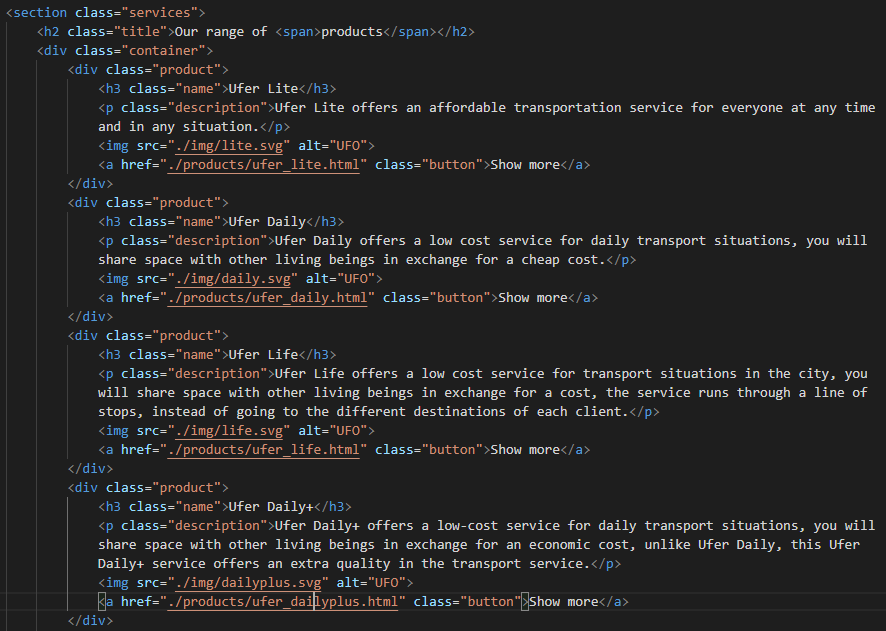 <section class="services">
<h2 class="title">Our range of <span>products</span></h2>
<div class="container">
<div class="product">
<h3 class="name">Ufer Lite</h3>
<p class="description">Ufer Lite offers an affordable transportation service for everyone at any time
and in any situation.</p>
<img src="./img/lite.svg" alt="UFO">
<a href="./products/ufer_lite.html" class="button">Show more</a>
</div>
<div class="product">
<h3 class="name">Ufer Daily</h3>
<p class="description">Ufer Daily offers a low cost service for daily transport situations, you will
share space with other living beings in exchange for a cheap cost.</p>
<img src="./img/daily.svg" alt="UFO">
<a href="./products/ufer_daily.html" class="button">Show more</a>
</div>
<div class="product">
<h3 class="name">Ufer Life</h3>
<p class="description">Ufer Life offers a low cost service for transport situations in the city, you
will share space with other living beings in exchange for a cost, the service runs through a line of
stops, instead of going to the different destinations of each client.</p>
<img src="./img/life.svg" alt="UFO">
<a href="./products/ufer_life.html" class="button">Show more</a>
</div>
<div class="product">
<h3 class="name">Ufer Daily+</h3>
<p class="description">Ufer Daily+ offers a low-cost service for daily transport situations, you will
share space with other living beings in exchange for an economic cost, unlike Ufer Daily, this Ufer
Daily+ service offers an extra quality in the transport service.</p>
<img src="./img/dailyplus.svg" alt="UFO">
<a href="./products/ufer_dailyplus.html" class="button">Show more</a>
</div>